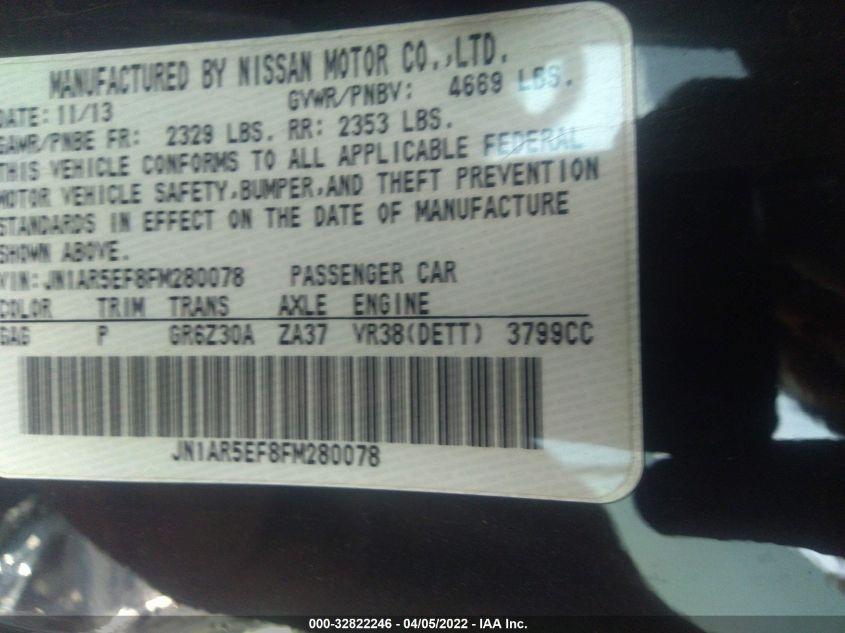 MANUFACTURED BY NISSAN MOTOR CO.,LTD.
DATE: 11/13 GVWR/PNBV: 4669 LBS.
GAWR/PNBE FR: 2329 LBS. RR: 2353 LBS.
THIS VEHICLE CONFORMS TO ALL APPLICABLE FEDERAL
MOTOR VEHICLE SAFETY,BUMPER,AND THEFT PREVENTION
STANDARDS IN EFFECT ON THE DATE OF MANUFACTURE
SHOWN ABOVE.
VIN:JN1AR5EF8FM280078 PASSENGER CAR
COLOR TRIM TRANS AXLE ENGINE
GAG P GR6Z30A ZA37 VR38(DETT) 3799CC
JN1AR5EF8FM280078
000-32822246 - 04/05/2022 - IAA Inc.